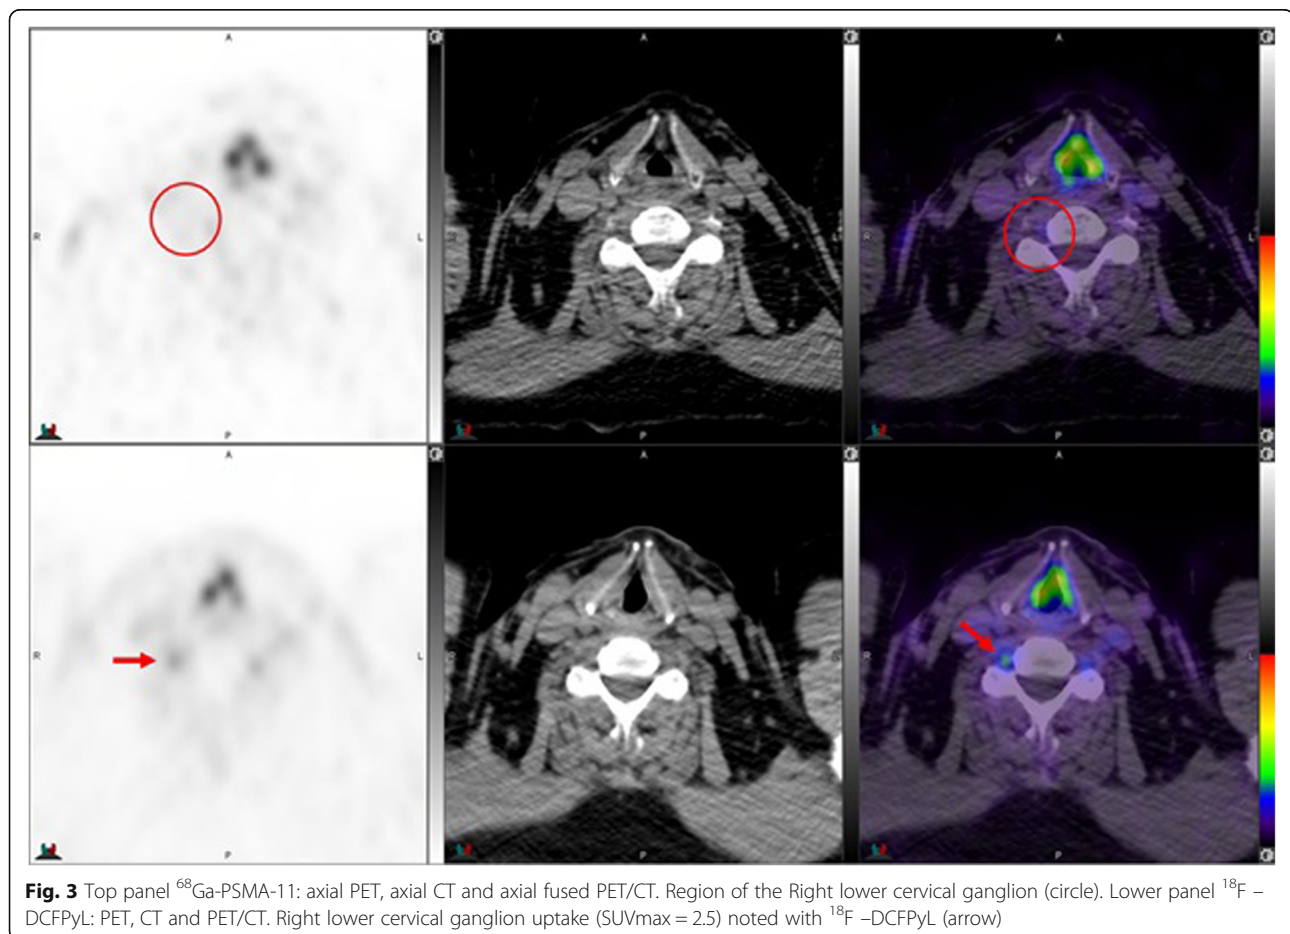 A
A
A
R
L
R
L
P
P
P
A
A
A
R
L
R
L
P
P
P
Fig. 3 Top panel ⁶⁸Ga-PSMA-11: axial PET, axial CT and axial fused PET/CT. Region of the Right lower cervical ganglion (circle). Lower panel ¹⁸F –
DCFPyL: PET, CT and PET/CT. Right lower cervical ganglion uptake (SUVmax = 2.5) noted with ¹⁸F –DCFPyL (arrow)